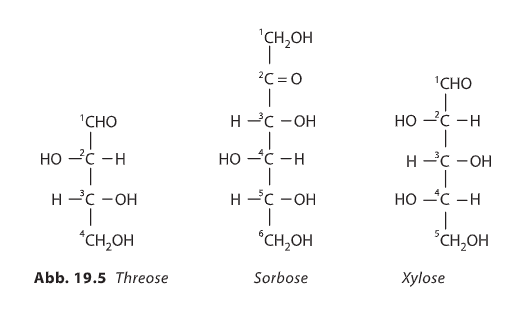 ¹CH₂OH
²C = O
H – ³C – OH
HO – ⁴C – H
H – ⁵C – OH
⁶CH₂OH
¹CHO
HO – ²C – H
H – ³C – OH
⁴CH₂OH
¹CHO
HO – ²C – H
H – ³C – OH
HO – ⁴C – H
⁵CH₂OH
Abb. 19.5 Threose
Sorbose
Xylose